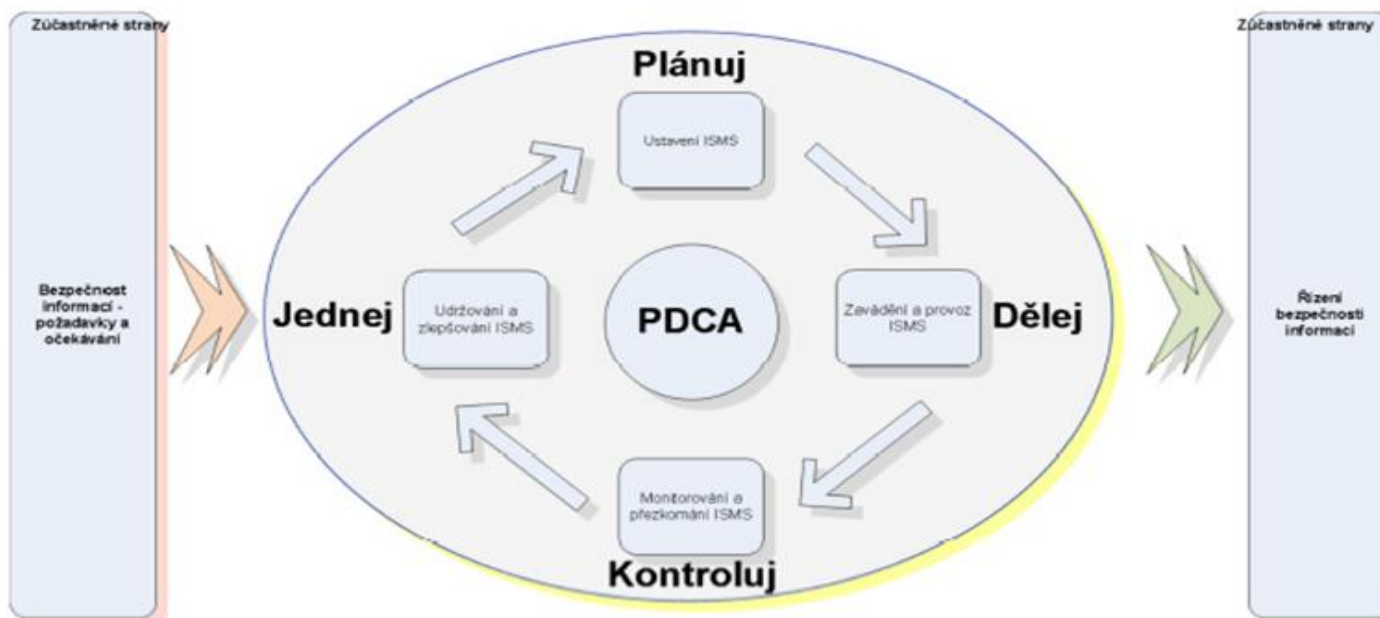 Zúčastněné strany
Bezpečnost
informací -
požadavky a
očekávání
Plánuj
Ustavení ISMS
Jednej
Udržování a
zlepšování ISMS
PDCA
Zavádění a provoz
ISMS
Dělej
Monitorování a
přezkomání ISMS
Kontroluj
Zúčastněné strany
Řízení
bezpečnosti
informací